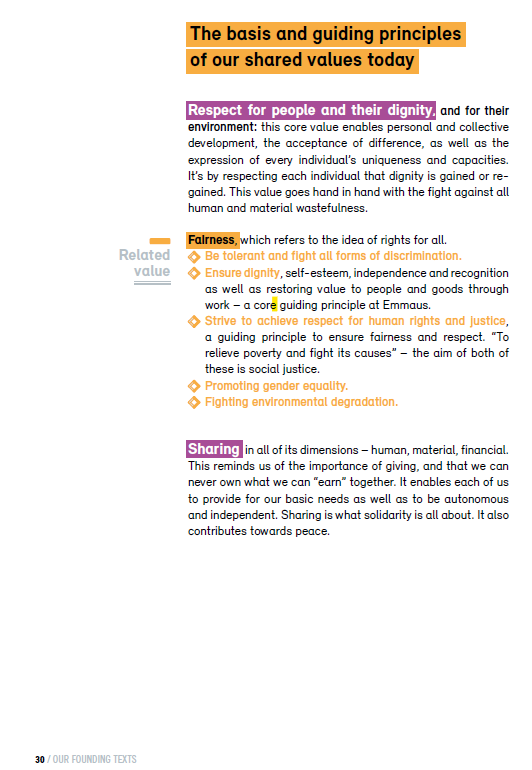 The basis and guiding principles
of our shared values today
Respect for people and their dignity, and for their
environment: this core value enables personal and collective
development, the acceptance of difference, as well as the
expression of every individual's uniqueness and capacities.
It's by respecting each individual that dignity is gained or re-
gained. This value goes hand in hand with the fight against all
human and material wastefulness.
Related
value
Fairness, which refers to the idea of rights for all.
Be tolerant and fight all forms of discrimination.
Ensure dignity, self-esteem, independence and recognition
as well as restoring value to people and goods through
work – a core guiding principle at Emmaus.
Strive to achieve respect for human rights and justice,
a guiding principle to ensure fairness and respect. “To
relieve poverty and fight its causes” – the aim of both of
these is social justice.
Promoting gender equality.
Fighting environmental degradation.
Sharing in all of its dimensions – human, material, financial.
This reminds us of the importance of giving, and that we can
never own what we can “earn” together. It enables each of us
to provide for our basic needs as well as to be autonomous
and independent. Sharing is what solidarity is all about. It also
contributes towards peace.
30 / OUR FOUNDING TEXTS